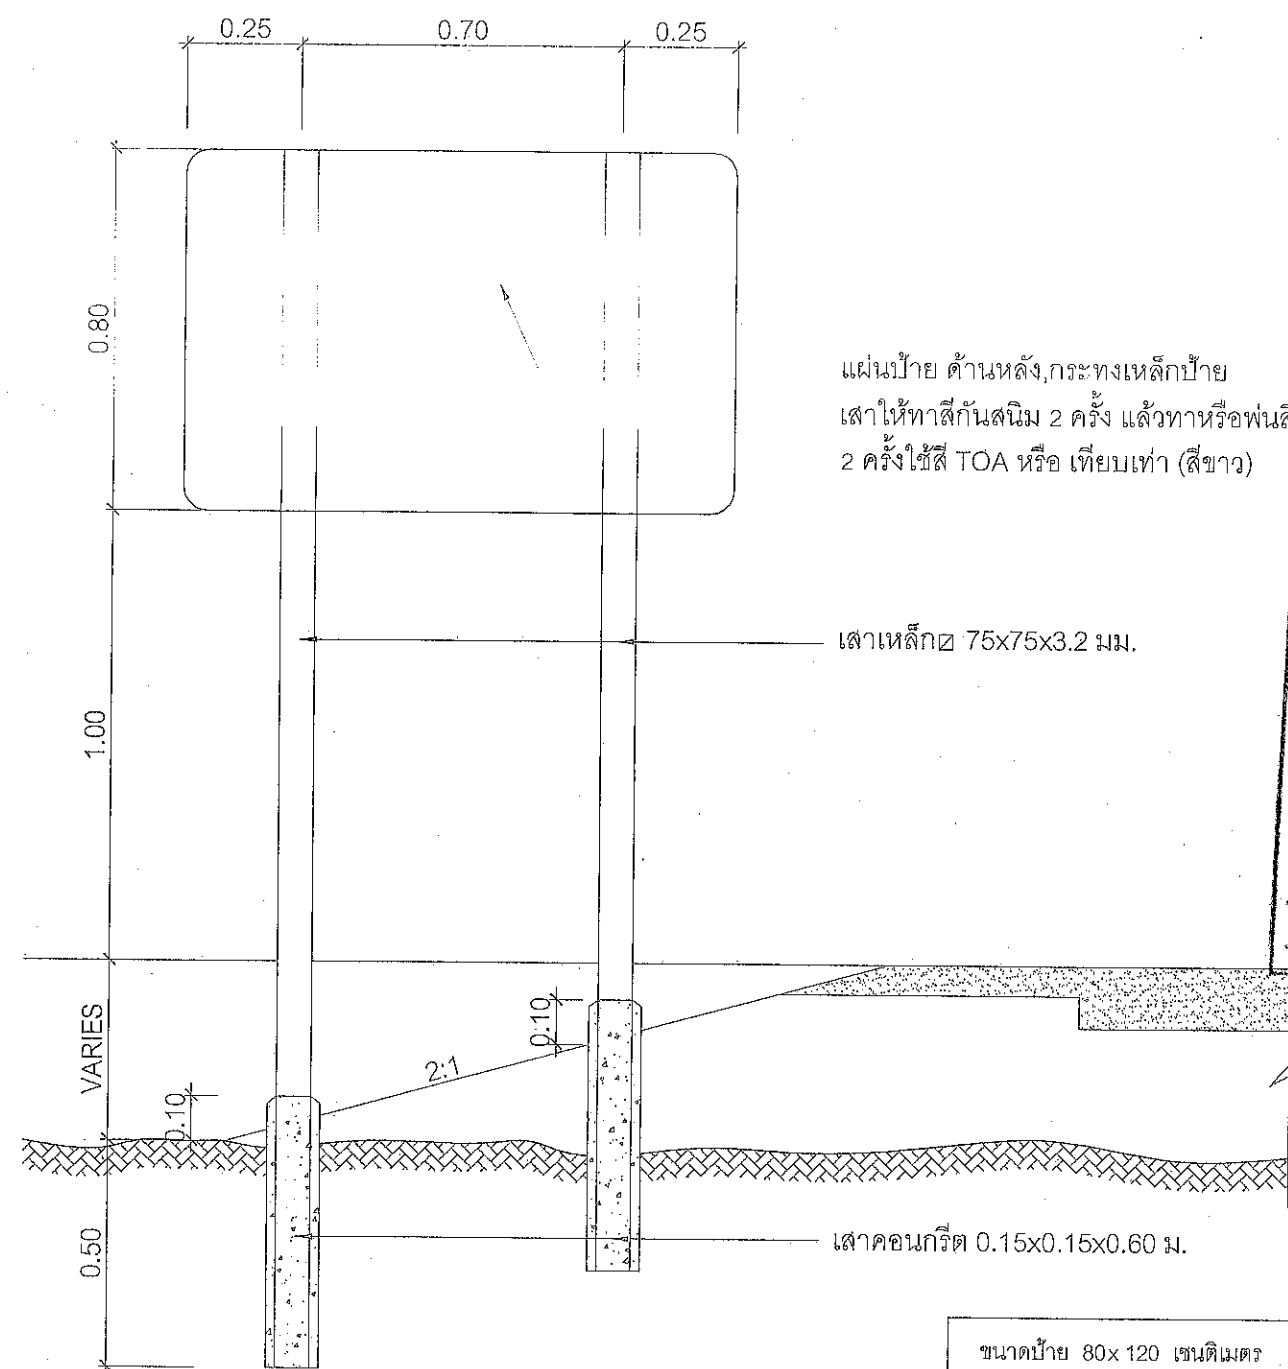 0.25 0.70 0.25
0.80
แผ่นป้าย ด้านหลัง,กระทงเหล็กป้าย
เสาให้ทาสีกันสนิม 2 ครั้ง แล้วทาหรือพ่นสี
2 ครั้งใช้สี TOA หรือ เทียบเท่า (สีขาว)
เสาเหล็ก 75x75x3.2 มม.
1.00
VARIES
0.10
0.10
2:1
0.50
เสาคอนกรีต 0.15x0.15x0.60 ม.
ขนาดป้าย 80x120 เซนติเมตร